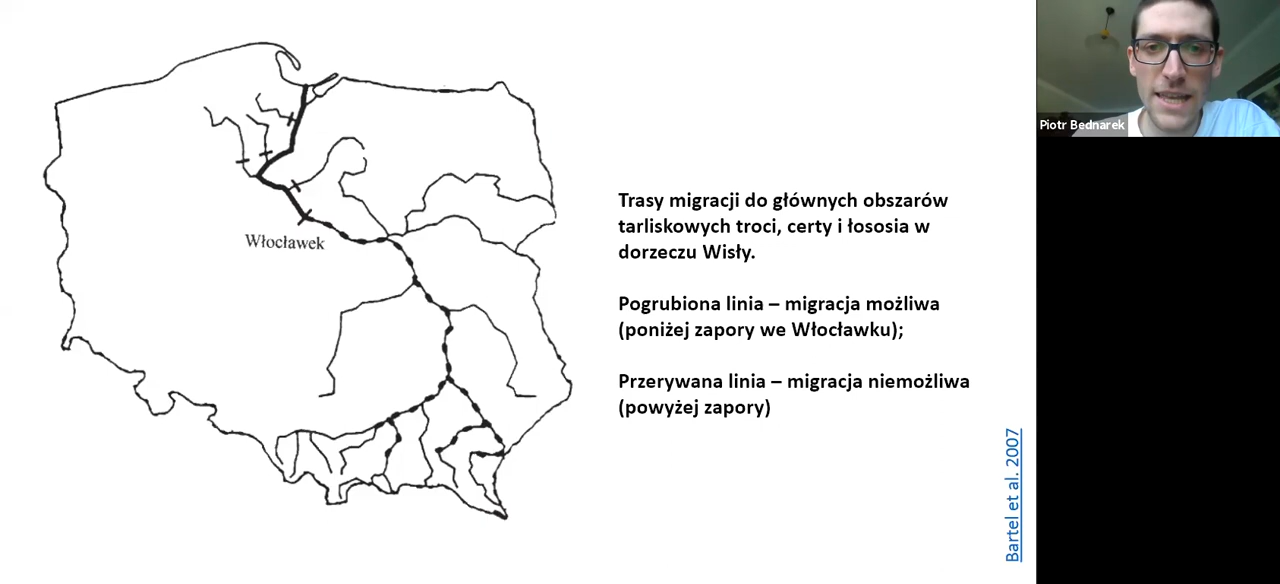 Włocławek
Trasy migracji do głównych obszarów
tarliskowych troci, certy i łososia w
dorzeczu Wisły.
Pogrubiona linia – migracja możliwa
(poniżej zapory we Włocławku);
Przerywana linia – migracja niemożliwa
(powyżej zapory)
Bartel et al. 2007
Piotr Bednarek